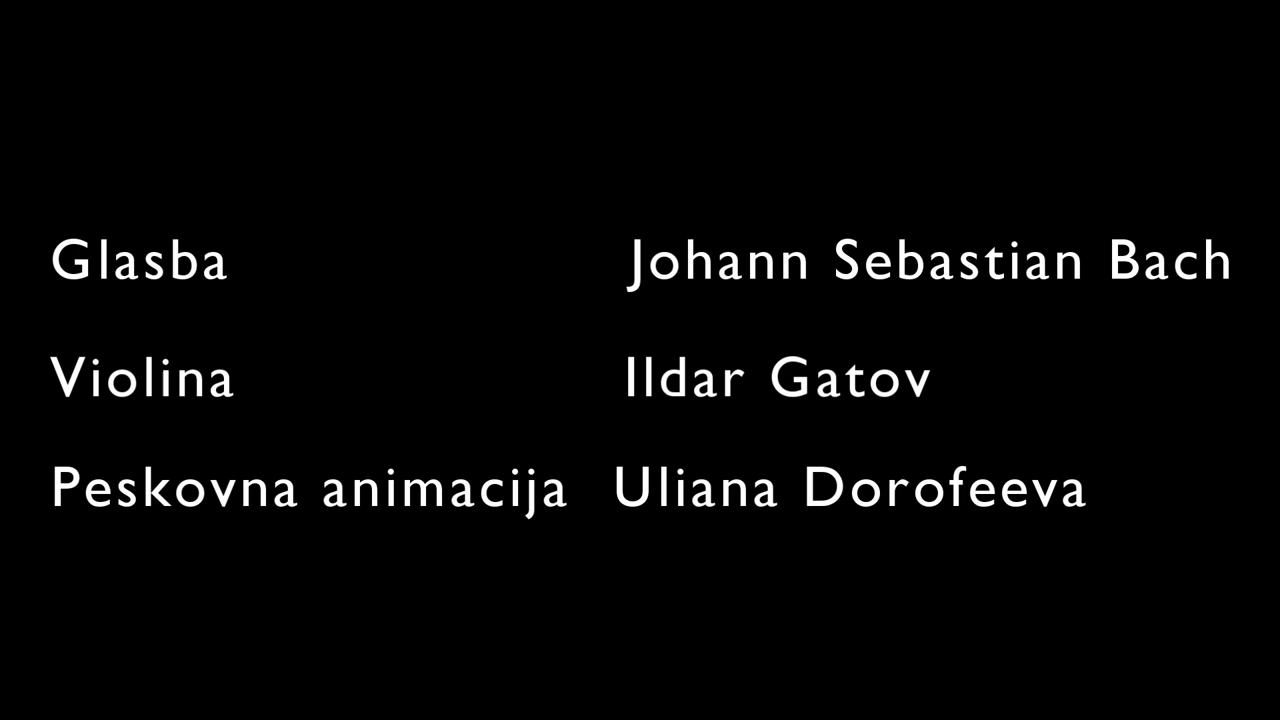 Glasba Johann Sebastian Bach
Violina Ildar Gatov
Peskovna animacija Uliana Dorofeeva